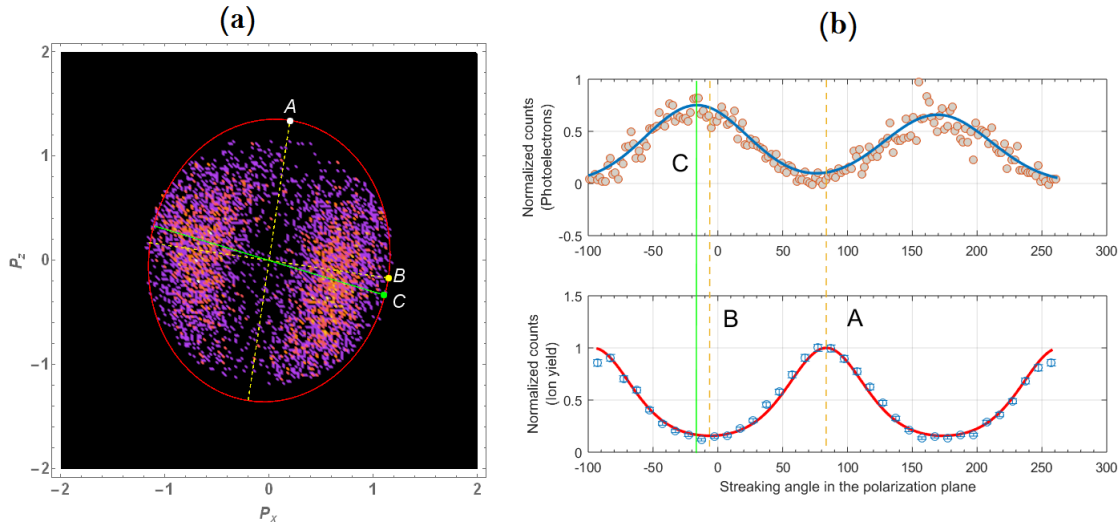 (a)
(b)
2
1
0
−1
−2
−2
−1
0
1
2
P_z
P_x
A
B
C
1
0.5
0
-0.5
-100
-50
0
50
100
150
200
250
300
Normalized counts
(Photoelectrons)
C
1.5
1
0.5
0
-100
-50
0
50
100
150
200
250
300
Normalized counts
(Ion yield)
B
A
Streaking angle in the polarization plane